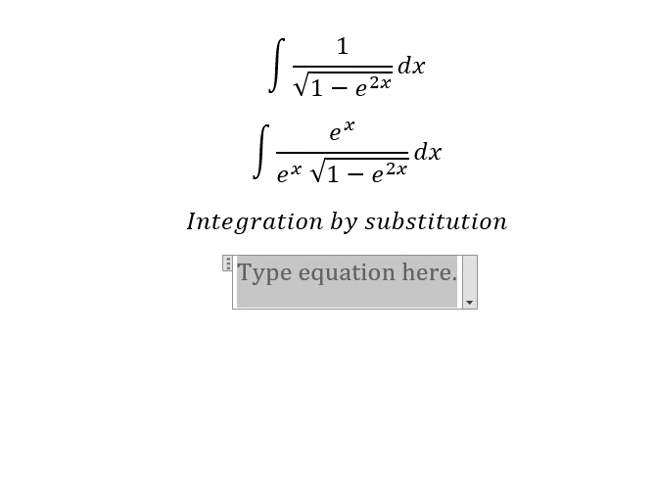 ∫ 1/√(1 − e^{2x}) dx
∫ e^x/(e^x √(1 − e^{2x})) dx
Integration by substitution
Type equation here.